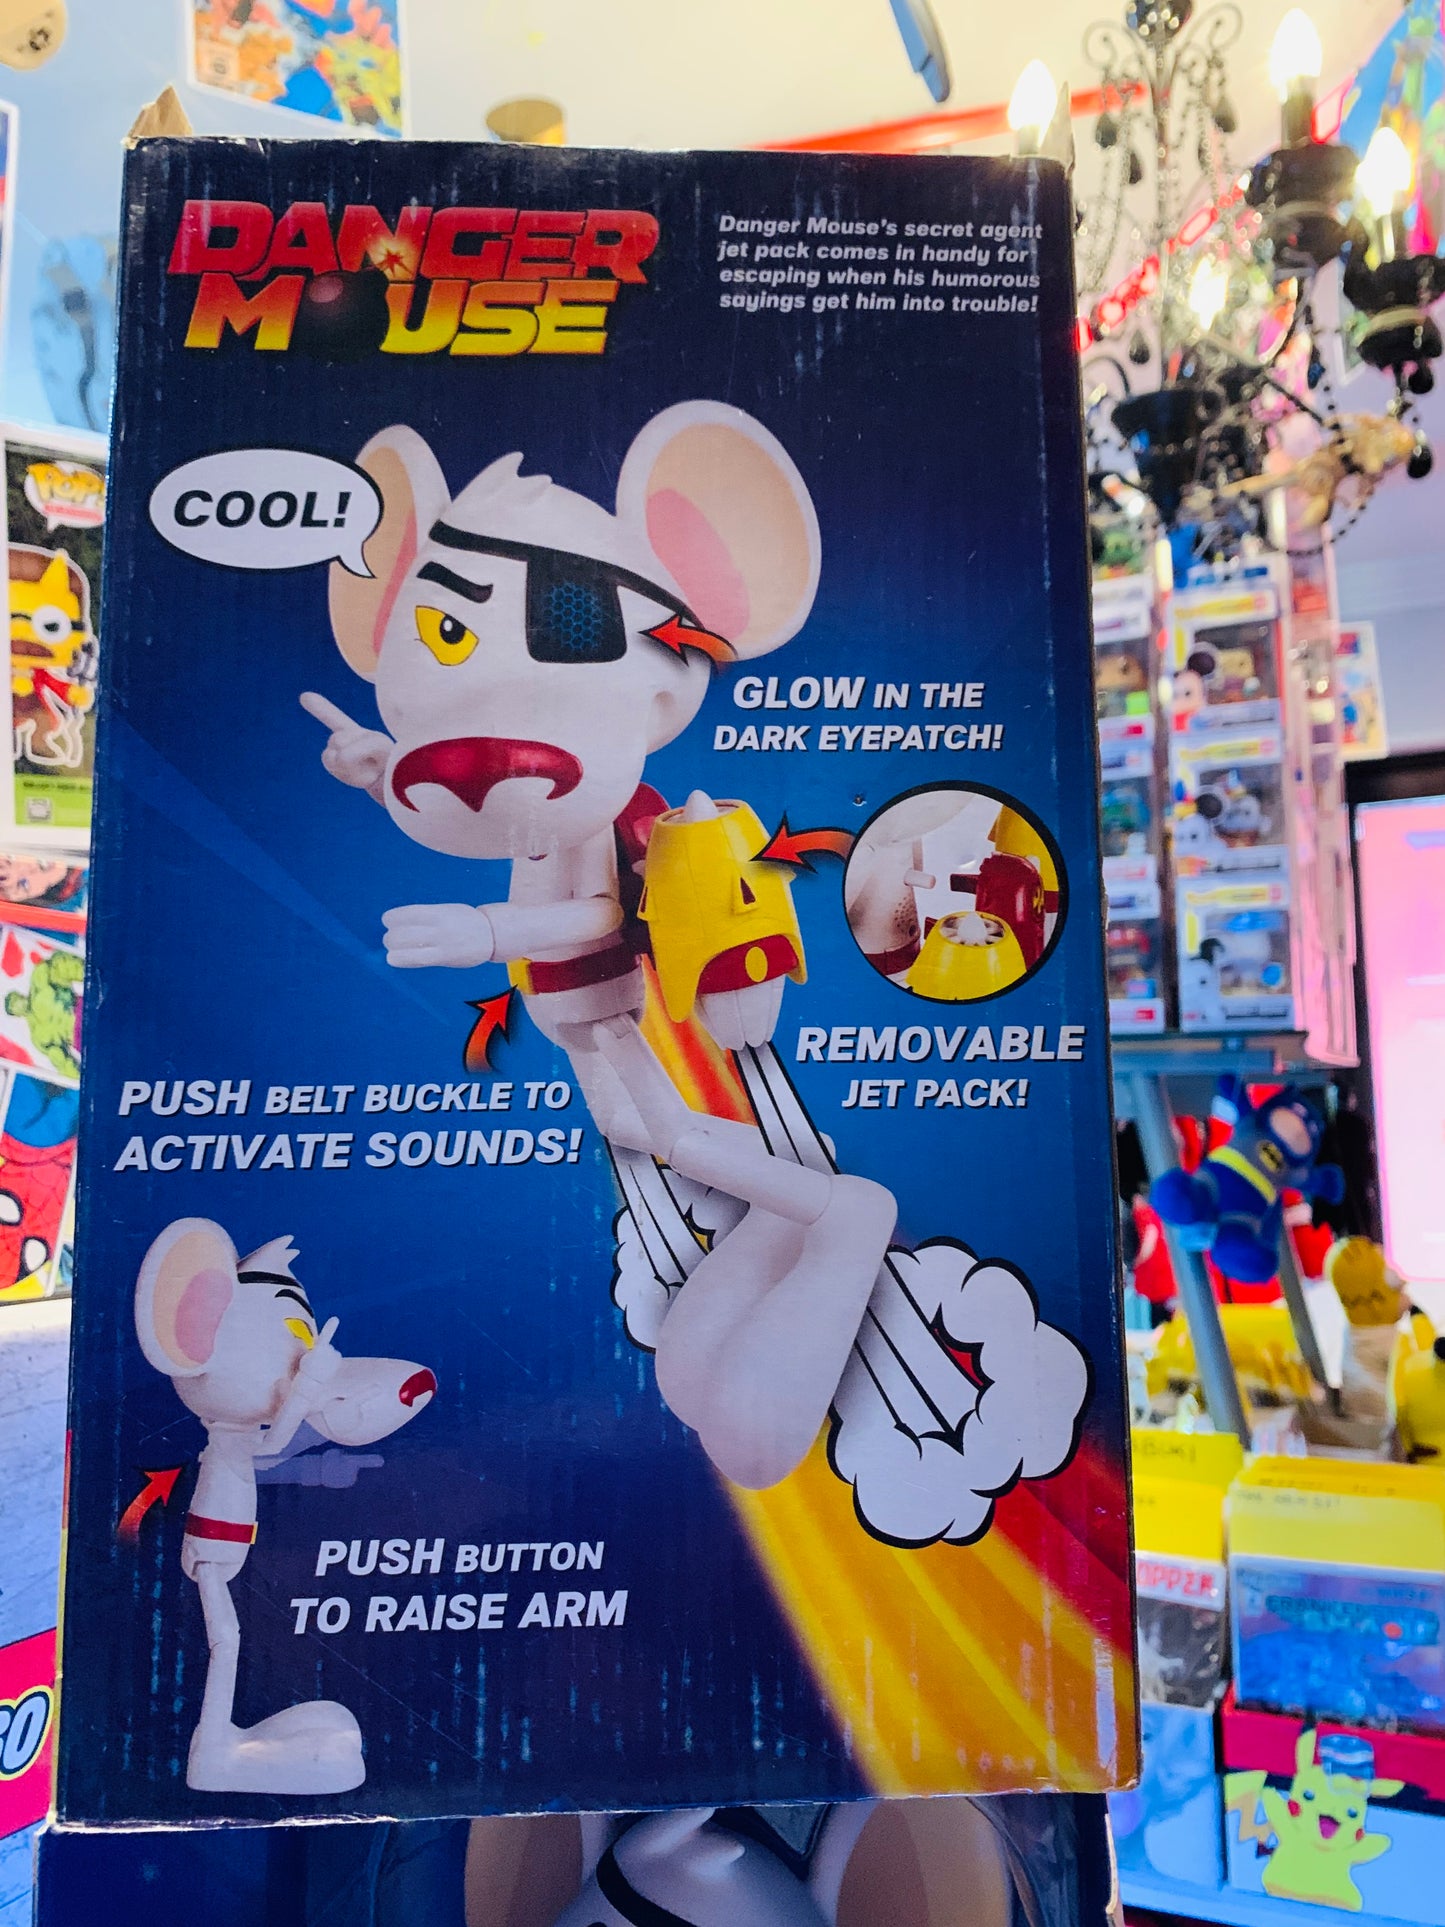 DANGER
MOUSE
Danger Mouse's secret agent
jet pack comes in handy for
escaping when his humorous
sayings get him into trouble!
COOL!
POP
GLOW IN THE
DARK EYEPATCH!
REMOVABLE
JET PACK!
PUSH BELT BUCKLE TO
ACTIVATE SOUNDS!
PUSH BUTTON
TO RAISE ARM